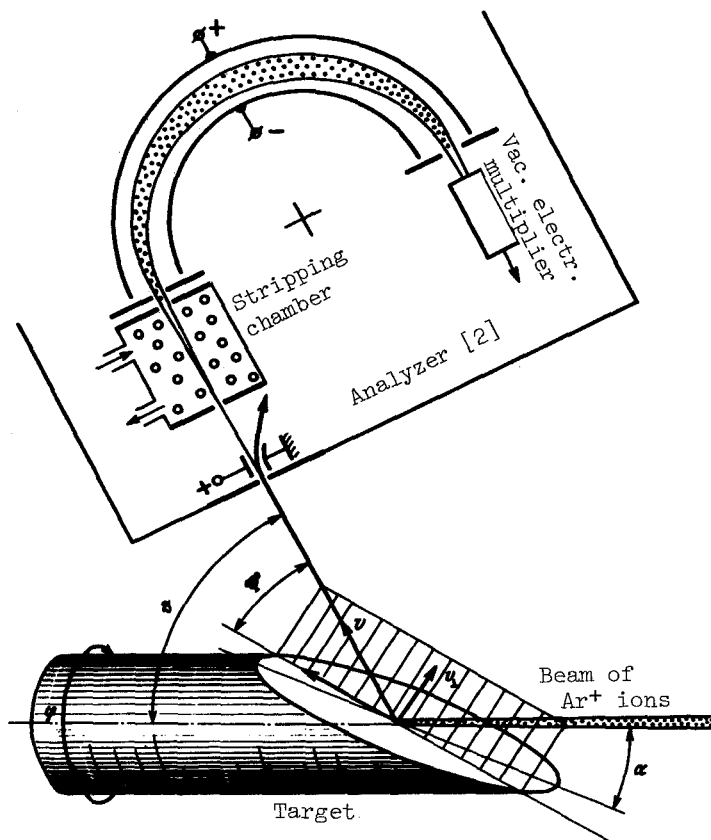 ø+
ø-
Vac. electr.
multiplier
Stripping
chamber
Analyzer [2]
+
v
v⊥
φ
Beam of
Ar⁺ ions
α
Target